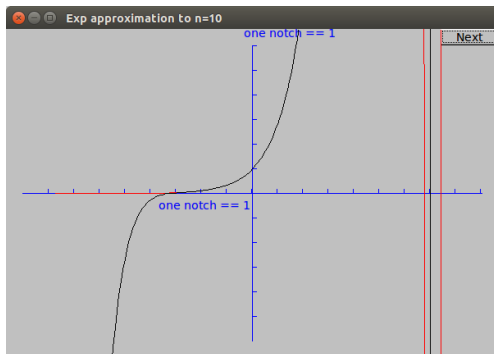 Exp approximation to n=10
one notch == 1
Next
one notch == 1